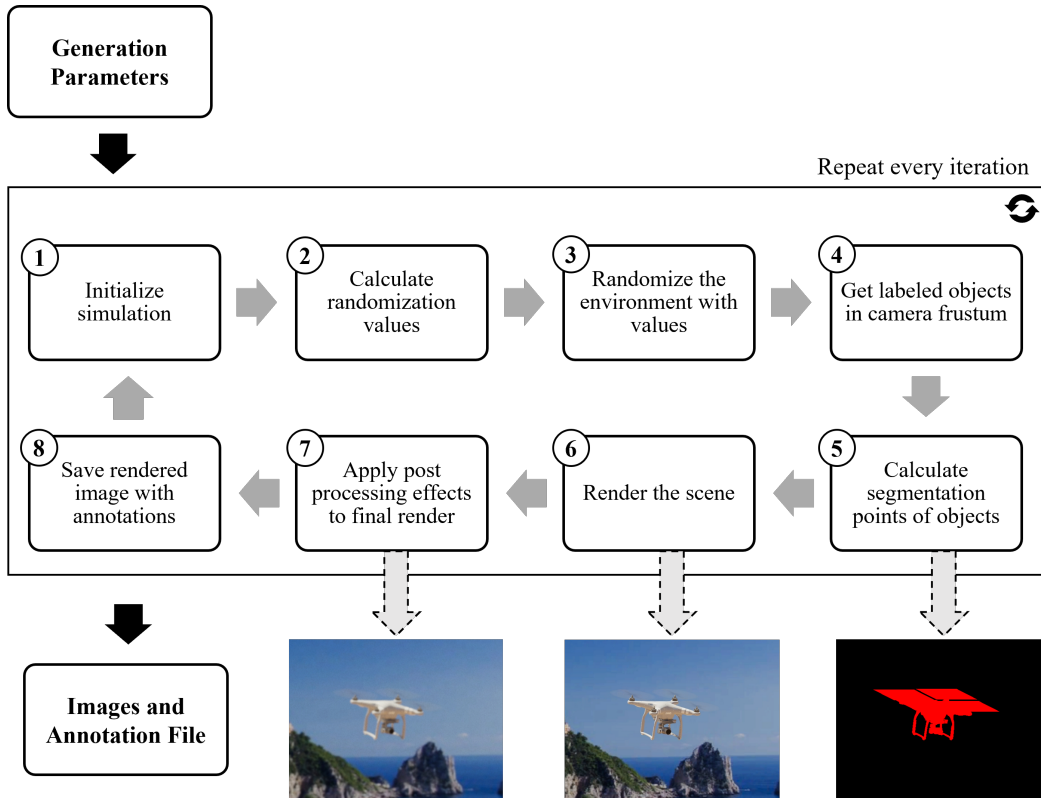 Generation
Parameters
Repeat every iteration
1
Initialize
simulation
2
Calculate
randomization
values
3
Randomize the
environment with
values
4
Get labeled objects
in camera frustum
8
Save rendered
image with
annotations
7
Apply post
processing effects
to final render
6
Render the scene
5
Calculate
segmentation
points of objects
Images and
Annotation File